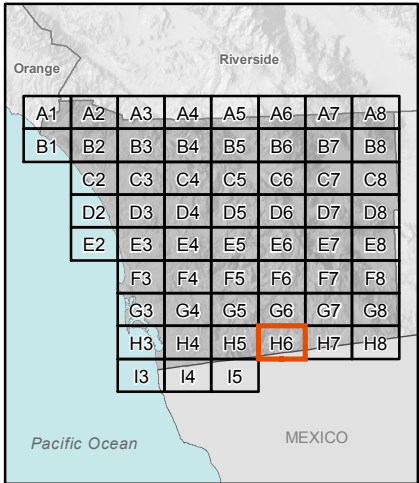 Riverside
Orange
A1 A2 A3 A4 A5 A6 A7 A8
B1 B2 B3 B4 B5 B6 B7 B8
C2 C3 C4 C5 C6 C7 C8
D2 D3 D4 D5 D6 D7 D8
E2 E3 E4 E5 E6 E7 E8
F3 F4 F5 F6 F7 F8
G3 G4 G5 G6 G7 G8
H3 H4 H5 H6 H7 H8
I3 I4 I5
Pacific Ocean MEXICO